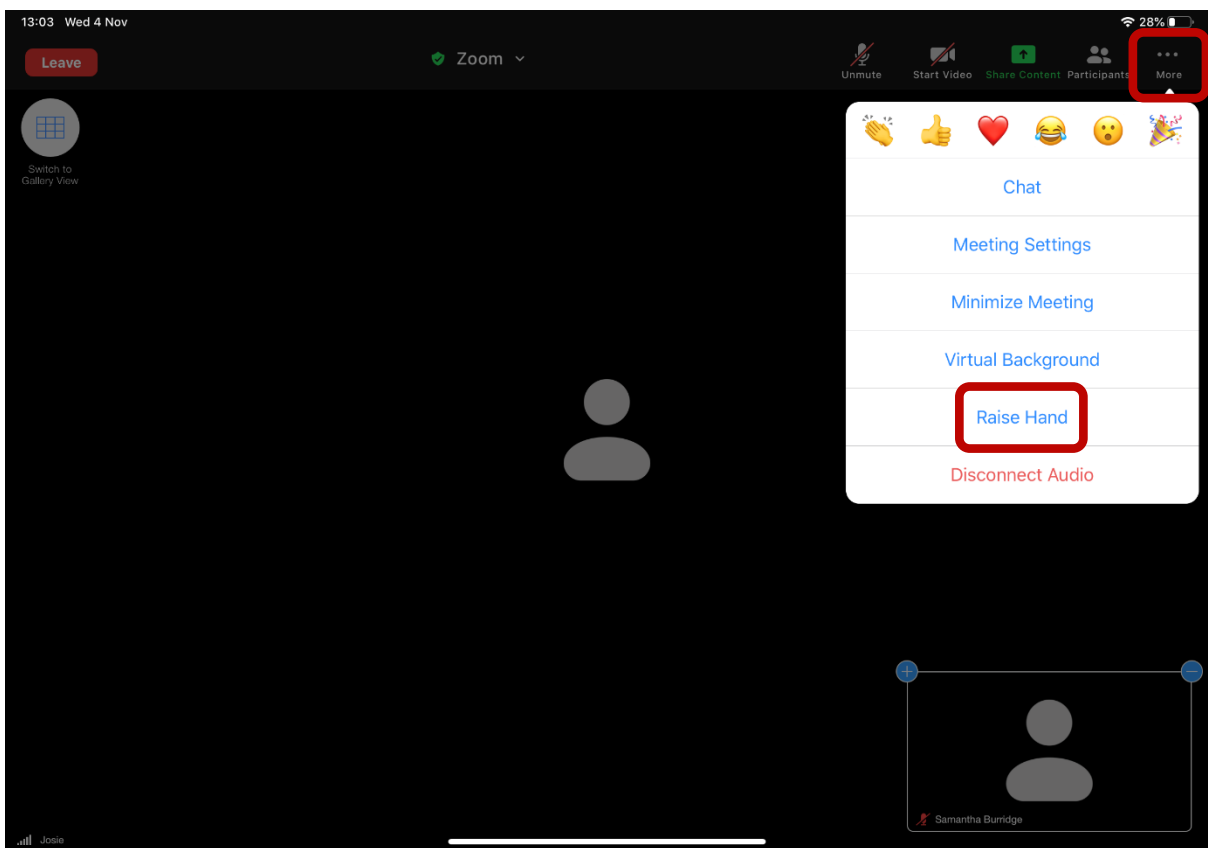 13:03 Wed 4 Nov
28%
Leave
Zoom
Unmute
Start Video
Share Content
Participants
More
Switch to
Gallery View
Chat
Meeting Settings
Minimize Meeting
Virtual Background
Raise Hand
Disconnect Audio
Samantha Burridge
Josie